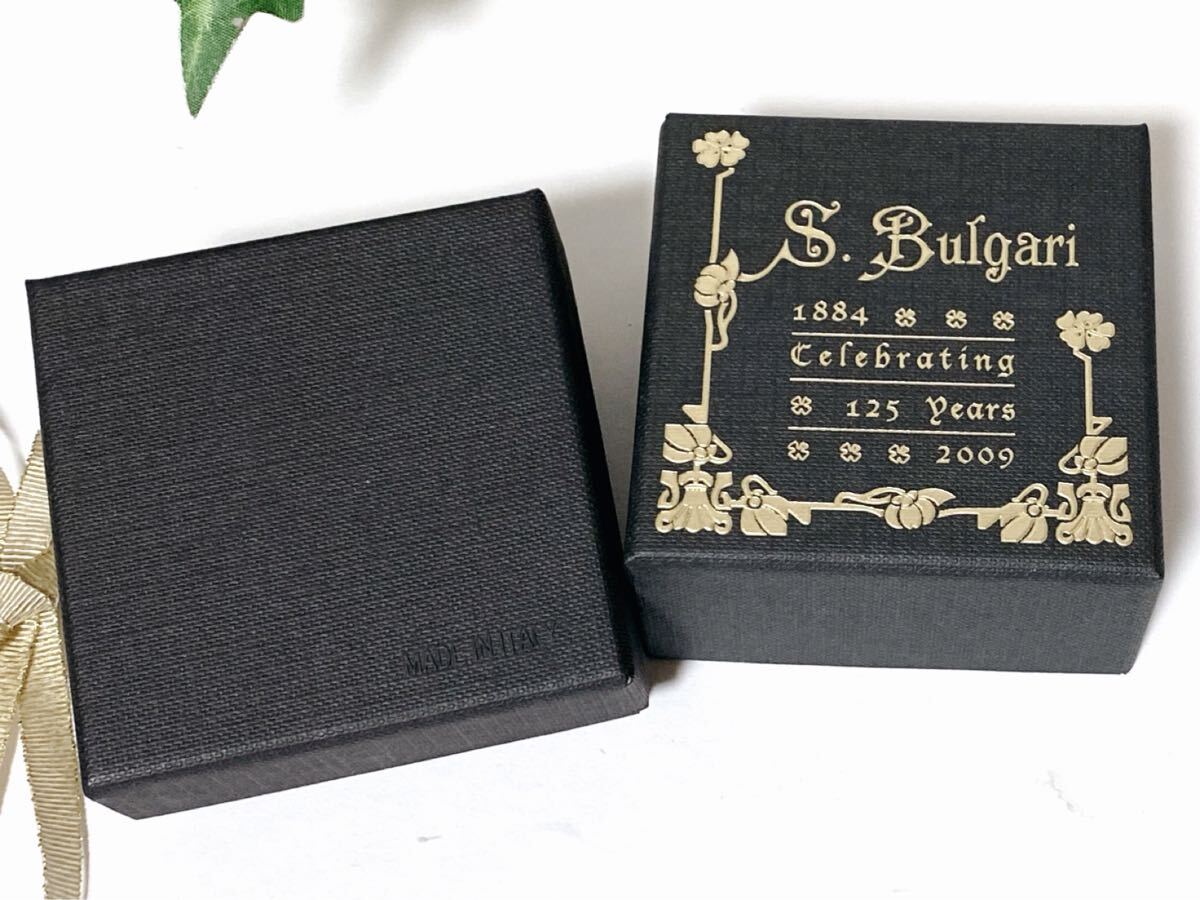 S. Bulgari
1884
Celebrating
125 Years
2009
MADE IN ITALY